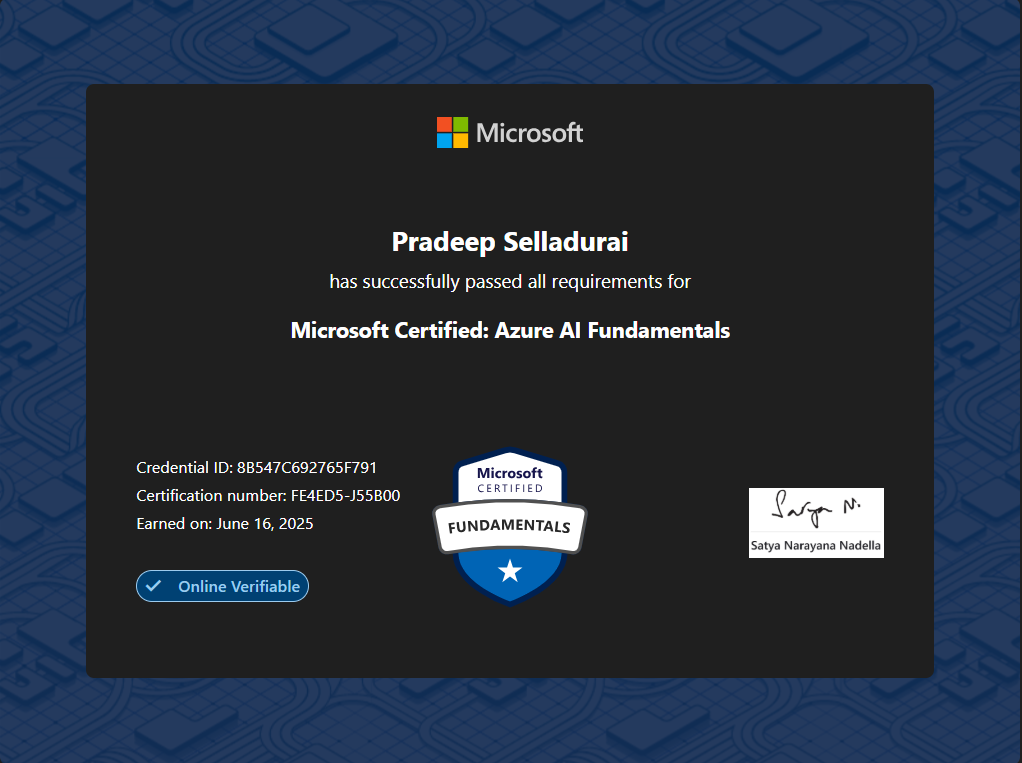 Microsoft
Pradeep Selladurai
has successfully passed all requirements for
Microsoft Certified: Azure AI Fundamentals
Credential ID: 8B547C692765F791
Certification number: FE4ED5-J55B00
Earned on: June 16, 2025
Online Verifiable
Microsoft
CERTIFIED
FUNDAMENTALS
Satya N.
Satya Narayana Nadella